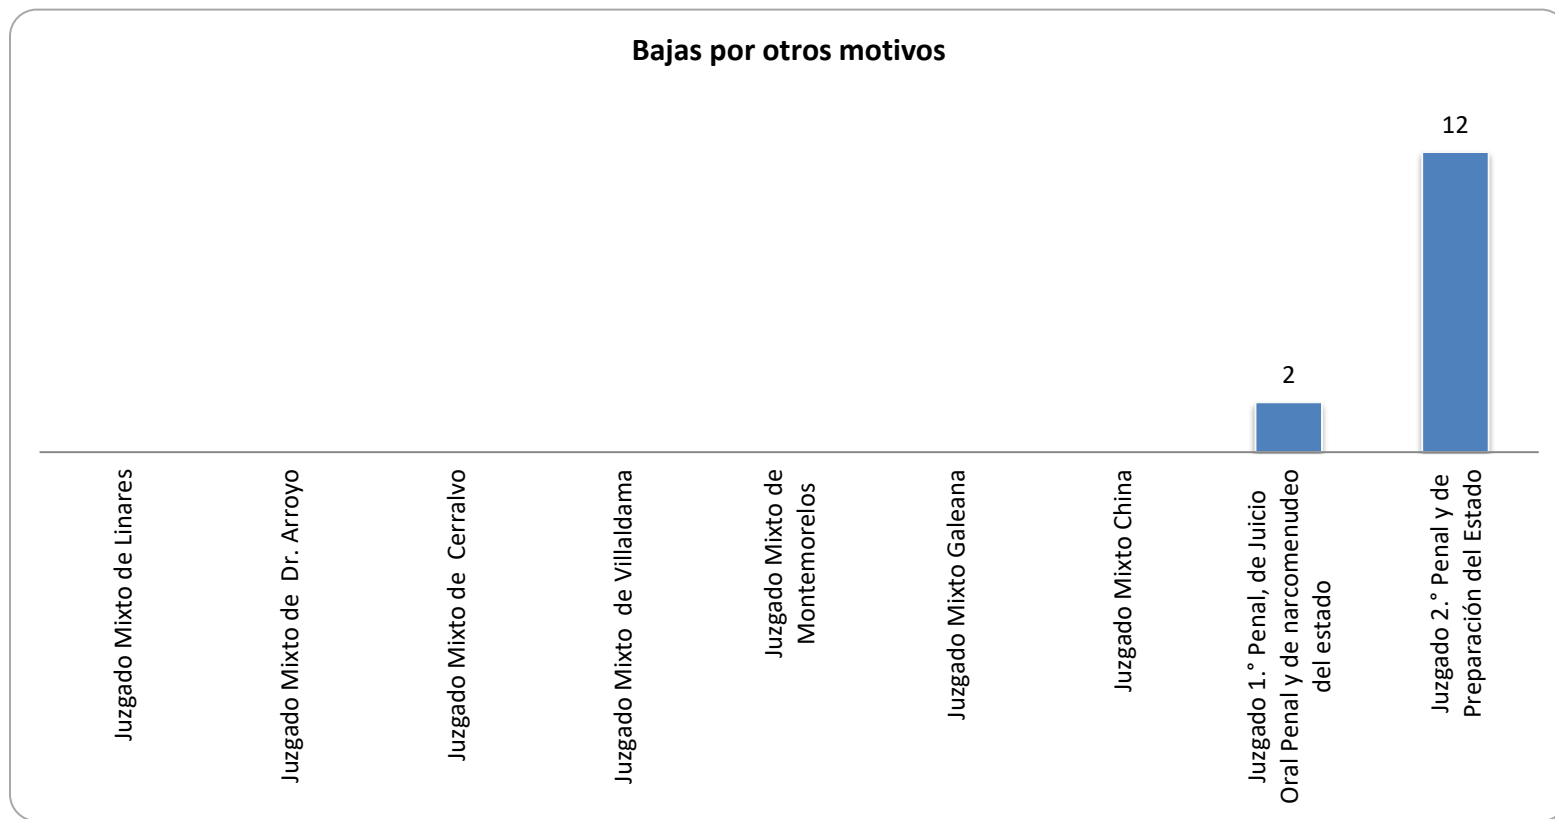 Bajas por otros motivos
12
2
Juzgado Mixto de Linares
Juzgado Mixto de  Dr. Arroyo
Juzgado Mixto de  Cerralvo
Juzgado Mixto  de Villaldama
Juzgado Mixto de
Montemorelos
Juzgado Mixto Galeana
Juzgado Mixto China
Juzgado 1.° Penal, de Juicio
Oral Penal y de narcomenudeo
del estado
Juzgado 2.° Penal y de
Preparación del Estado